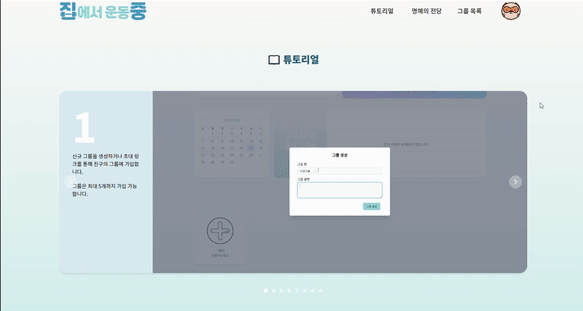 집에서 운동중
튜토리얼
명예의 전당
그룹 목록
튜토리얼
1
신규 그룹을 생성하거나 초대 링
크를 통해 친구의 그룹에 가입합
니다.
그룹은 최대 5개까지 가입 가능
합니다.
그룹 생성
그룹 명
그룹 설명